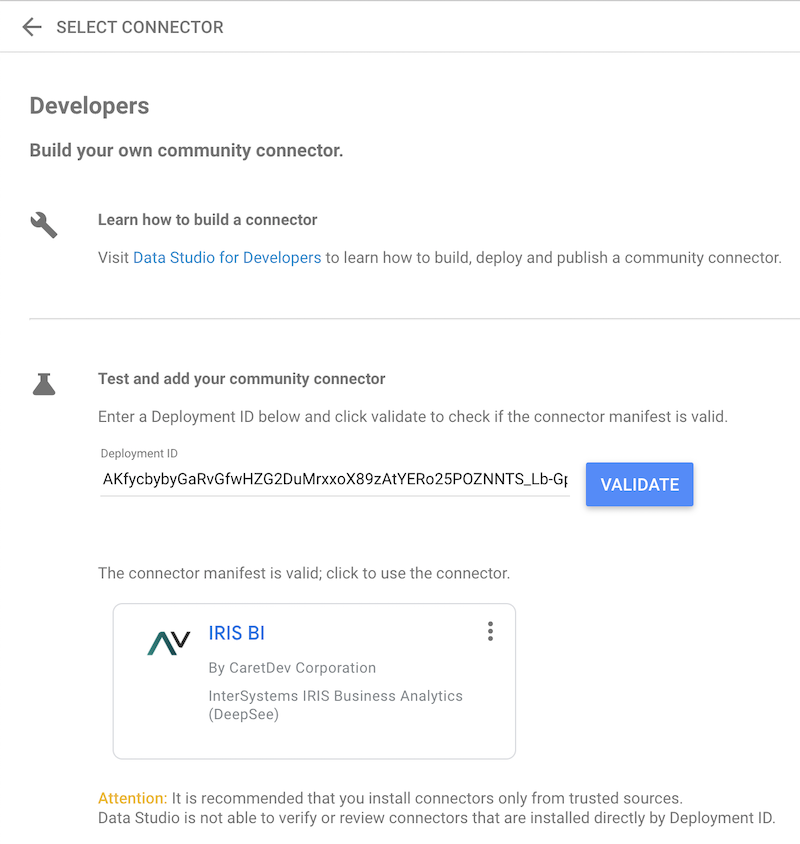 SELECT CONNECTOR
Developers
Build your own community connector.
Learn how to build a connector
Visit Data Studio for Developers to learn how to build, deploy and publish a community connector.
Test and add your community connector
Enter a Deployment ID below and click validate to check if the connector manifest is valid.
Deployment ID
AKfycbybyGaRvGfwHZG2DuMrxxoX89zAtYERo25POZNNTS_Lb-Gp
VALIDATE
The connector manifest is valid; click to use the connector.
IRIS BI
By CaretDev Corporation
InterSystems IRIS Business Analytics
(DeepSee)
Attention: It is recommended that you install connectors only from trusted sources.
Data Studio is not able to verify or review connectors that are installed directly by Deployment ID.